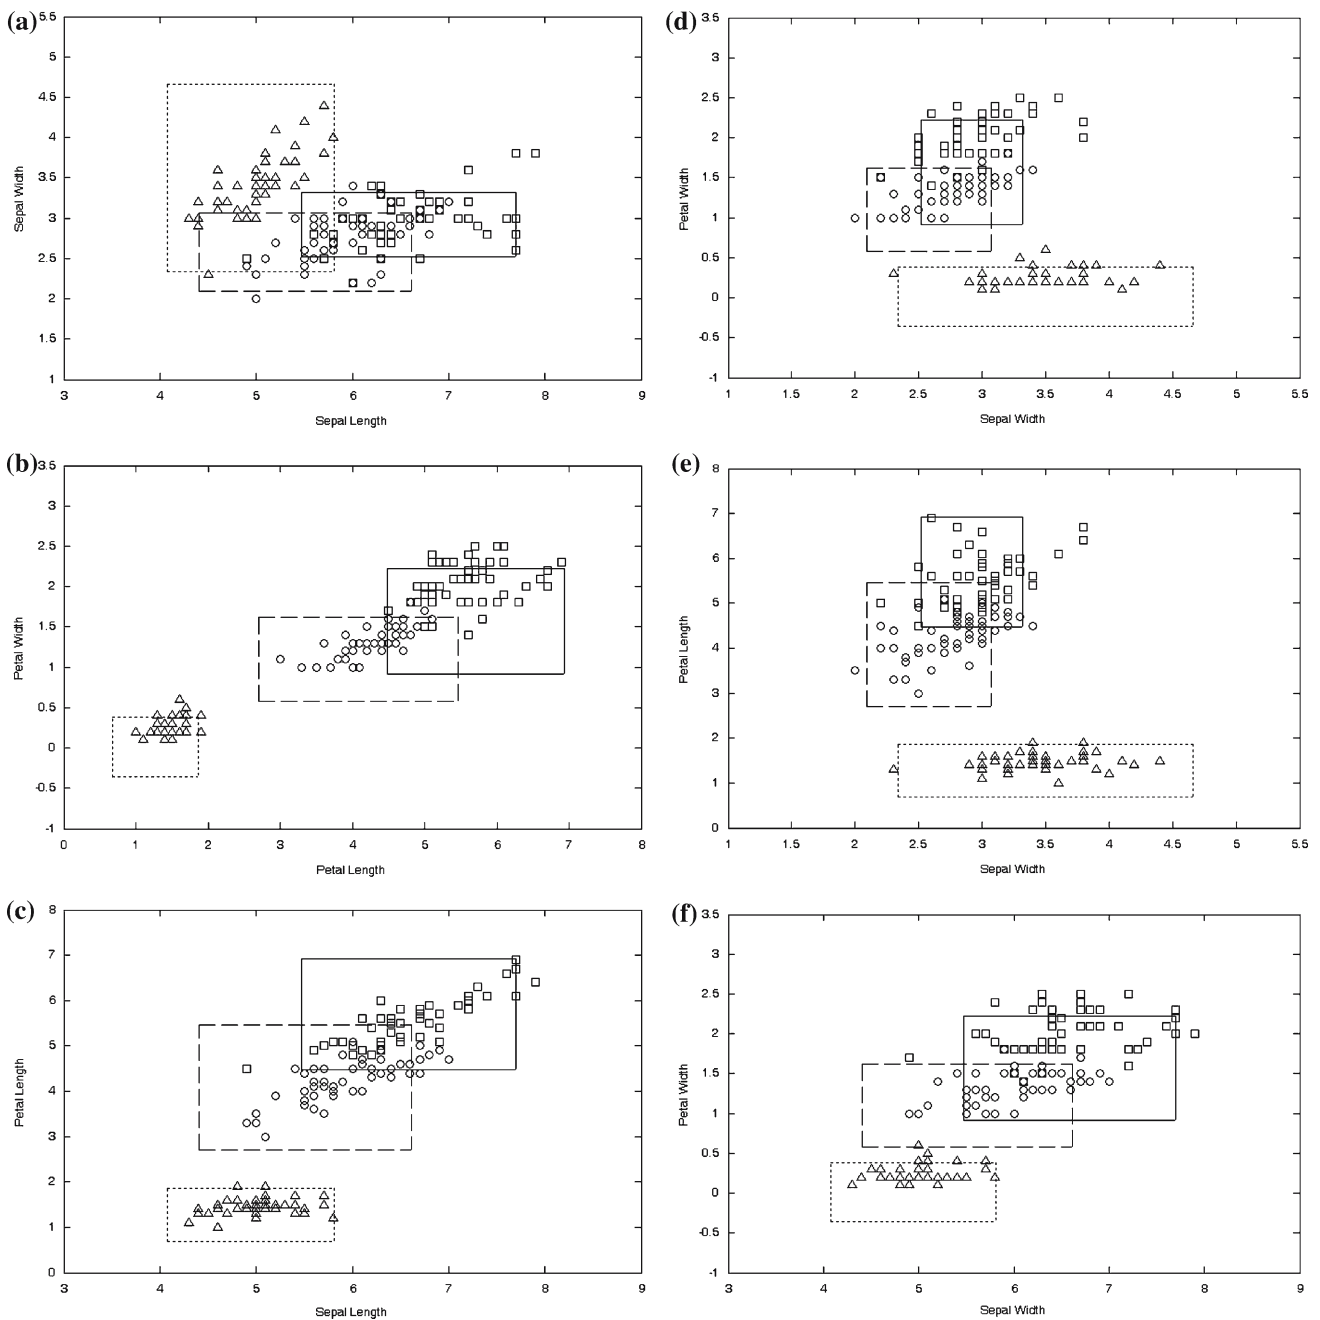 (a)
5.5
5
4.5
4
3.5
3
2.5
2
1.5
1
Sepal Width
3 4 5 6 7 8 9
Sepal Length
(d)
3.5
3
2.5
2
1.5
1
0.5
0
-0.5
-1
Petal Width
1 1.5 2 2.5 3 3.5 4 4.5 5 5.5
Sepal Width
(b)
3.5
3
2.5
2
1.5
1
0.5
0
-0.5
-1
Petal Width
0 1 2 3 4 5 6 7 8
Petal Length
(e)
8
7
6
5
4
3
2
1
0
Petal Length
1 1.5 2 2.5 3 3.5 4 4.5 5 5.5
Sepal Width
(c)
8
7
6
5
4
3
2
1
0
Petal Length
3 4 5 6 7 8 9
Sepal Length
(f)
3.5
3
2.5
2
1.5
1
0.5
0
-0.5
-1
Petal Width
3 4 5 6 7 8 9
Sepal Width